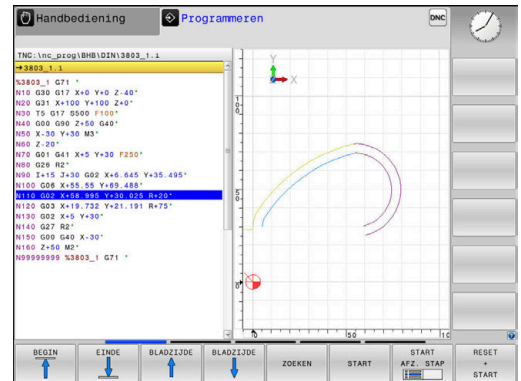 Handbediening
Programmeren
DNC
TNC:\nc_prog\BHB\DIN\3803_1.i
→3803_1.i
%3803_1 G71 *
N10 G30 G17 X+0 Y+0 Z-40*
N20 G31 X+100 Y+100 Z+0*
N30 T5 G17 S500 F100*
N40 G00 G90 Z+50 G40*
N50 X-30 Y+30 M3*
N60 Z-20*
N70 G01 G41 X+5 Y+30 F250*
N80 G26 R2*
N90 I+15 J+30 G02 X+6.645 Y+35.495*
N100 G06 X+55.55 Y+69.488*
N110 G02 X+58.995 Y+30.025 R+20*
N120 G03 X+19.732 Y+21.191 R+75*
N130 G02 X+5 Y+30*
N140 G27 R2*
N150 G00 G40 X-30*
N160 Z+50 M2*
N99999999 %3803_1 G71 *
Y
X
100
50
0
0
50
10
BEGIN
EINDE
BLADZIJDE
BLADZIJDE
ZOEKEN
START
START
AFZ. STAP
RESET
+
START